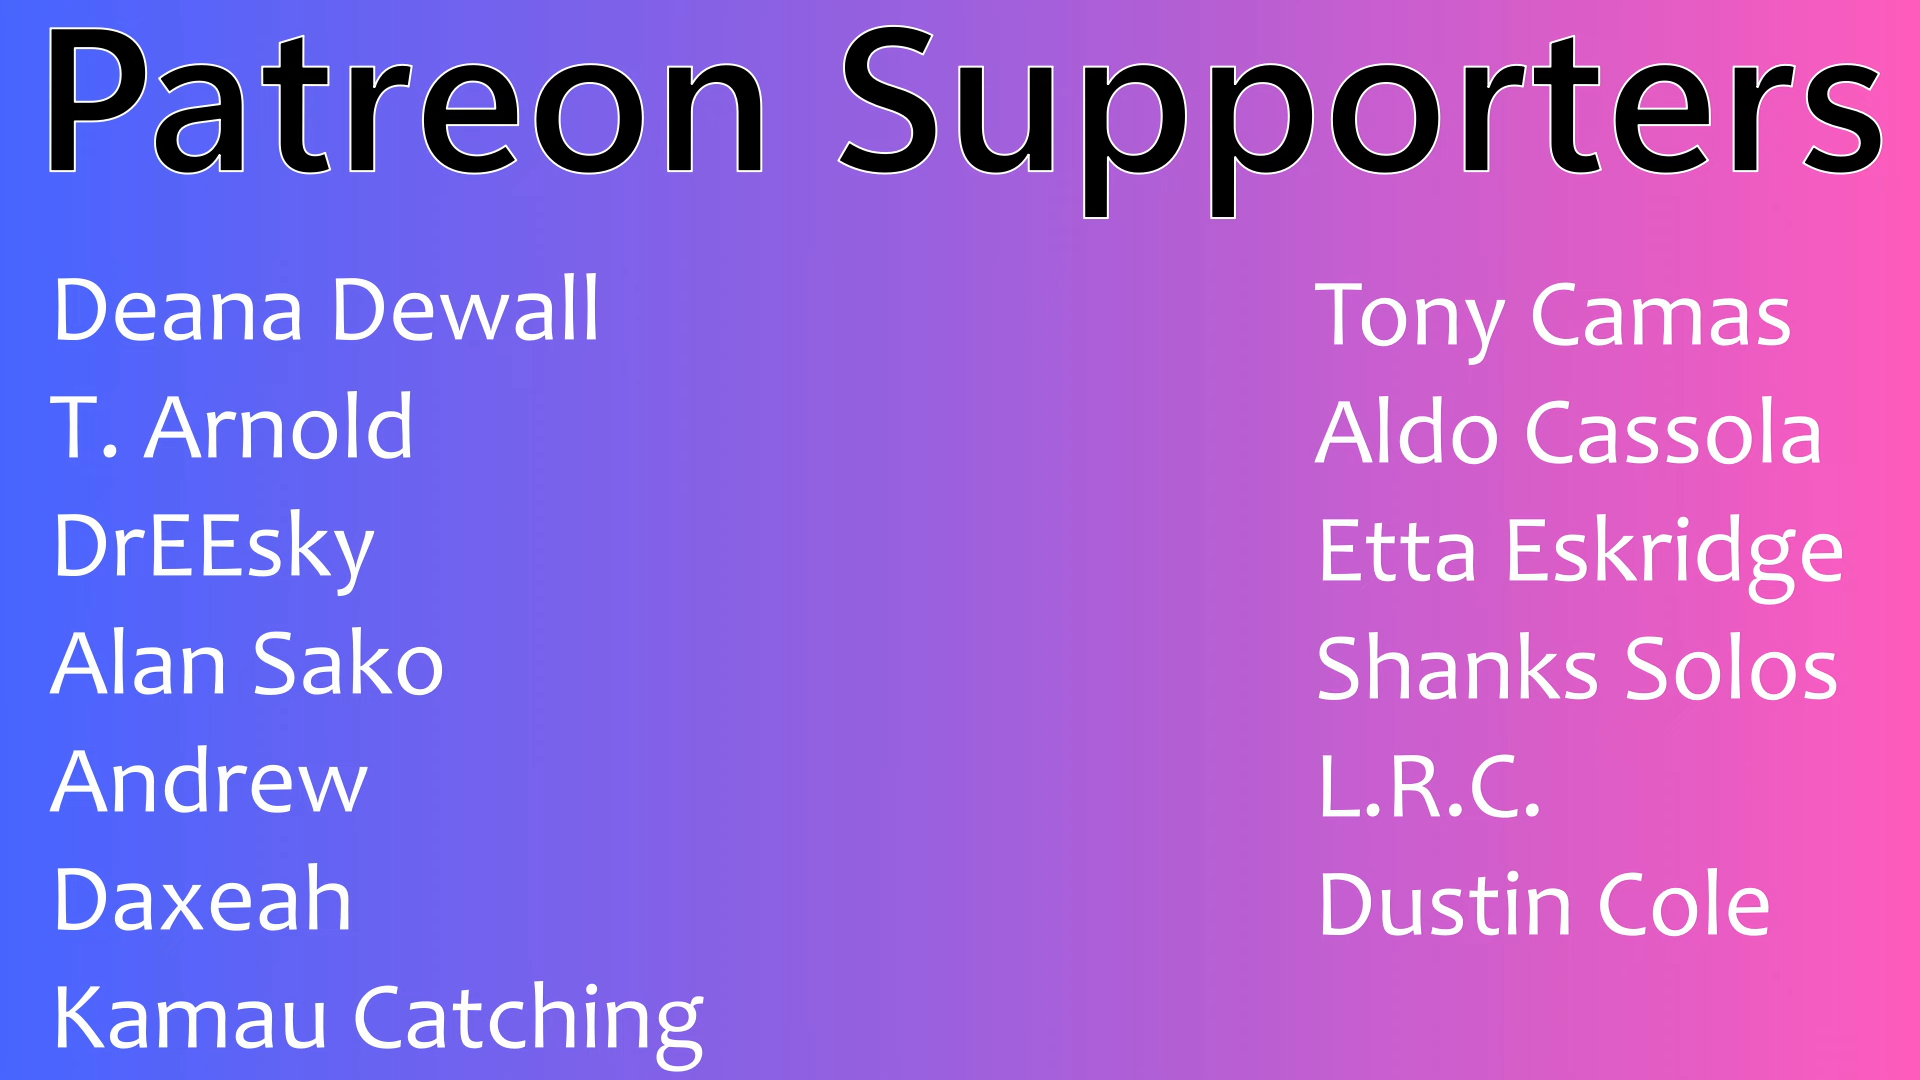 Patreon Supporters
Deana Dewall
T. Arnold
DrEEsky
Alan Sako
Andrew
Daxeah
Kamau Catching
Tony Camas
Aldo Cassola
Etta Eskridge
Shanks Solos
L.R.C.
Dustin Cole